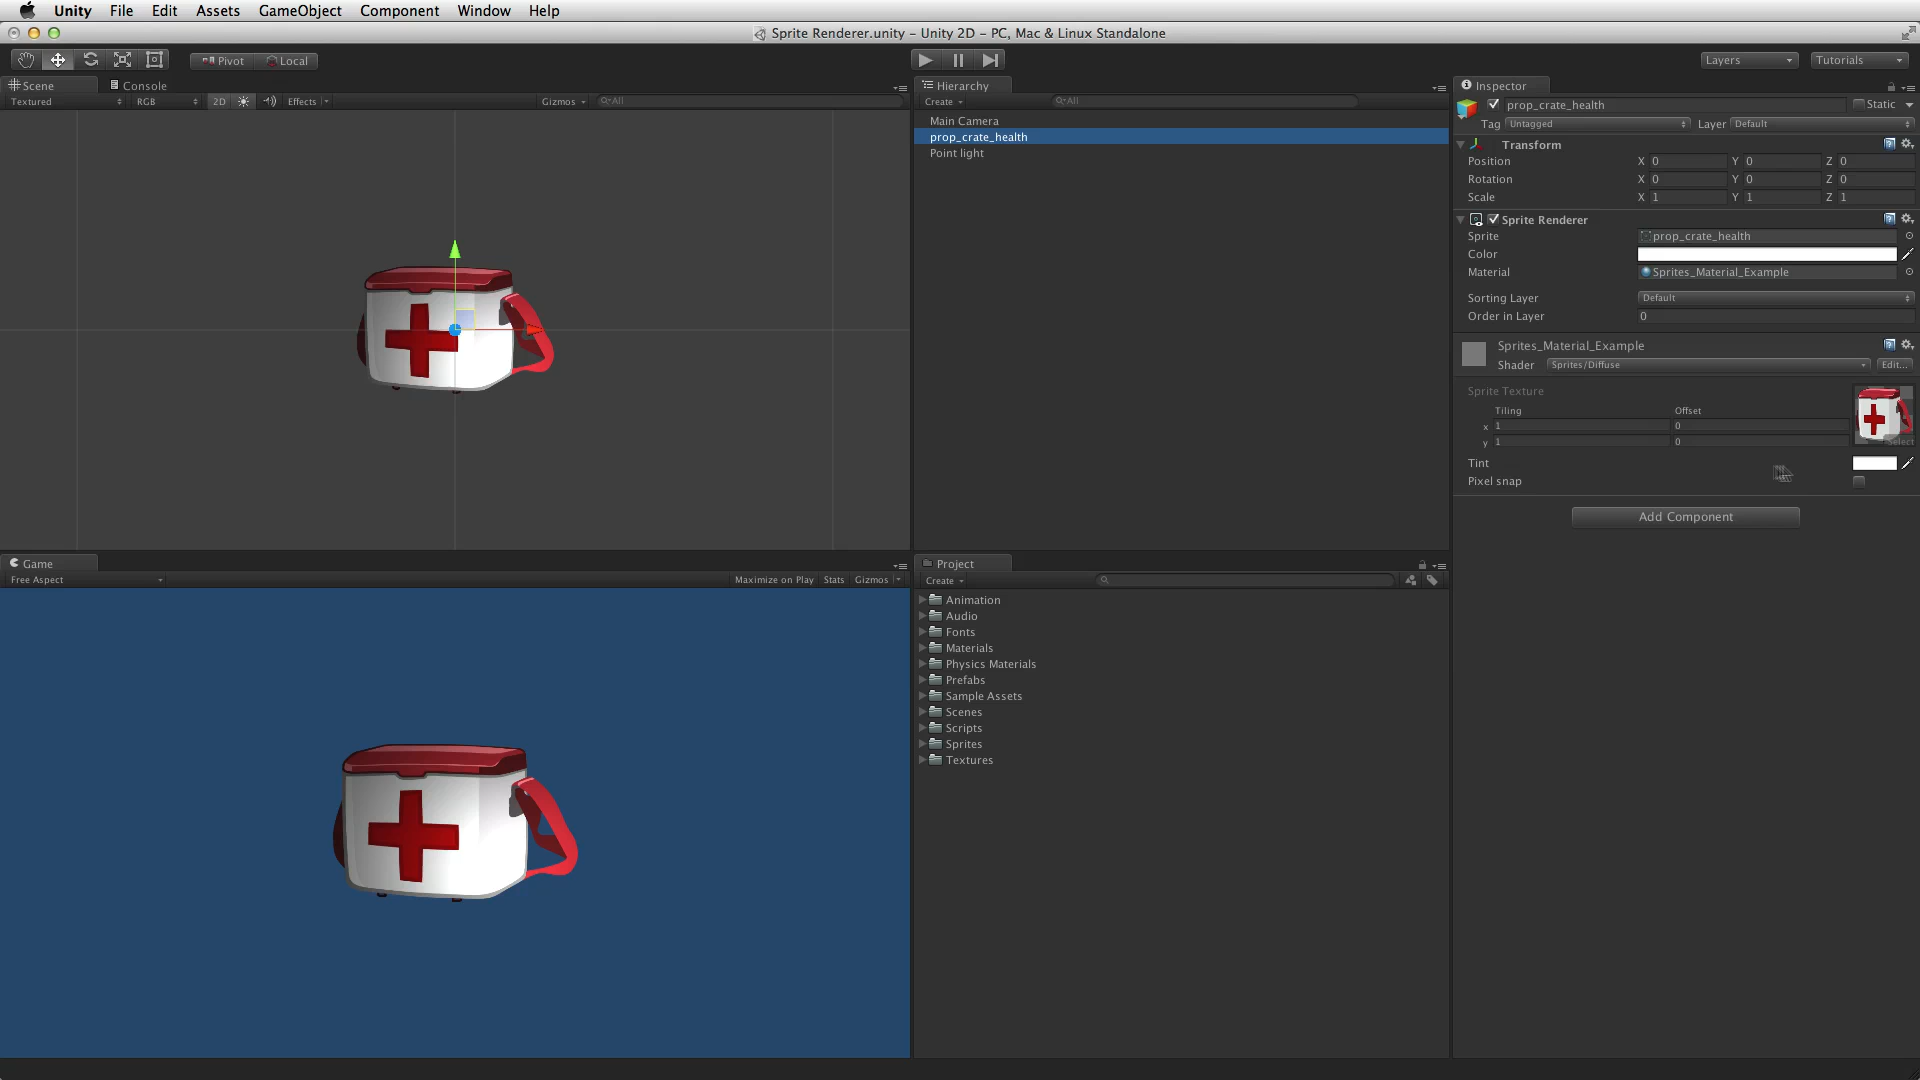 Unity File Edit Assets GameObject Component Window Help
Sprite Renderer.unity - Unity 2D - PC, Mac & Linux Standalone
Pivot Local Layers Tutorials
Scene Console
Textured RGB 2D Effects Gizmos All
Hierarchy
Create All
Main Camera
prop_crate_health
Point light
Game
Free Aspect Maximize on Play Stats Gizmos
Project
Create
Animation
Audio
Fonts
Materials
Physics Materials
Prefabs
Sample Assets
Scenes
Scripts
Sprites
Textures
Inspector
prop_crate_health Static
Tag Untagged Layer Default
Transform
Position X 0 Y 0 Z 0
Rotation X 0 Y 0 Z 0
Scale X 1 Y 1 Z 1
Sprite Renderer
Sprite prop_crate_health
Color
Material Sprites_Material_Example
Sorting Layer Default
Order in Layer 0
Sprites_Material_Example
Shader Sprites/Diffuse Edit...
Sprite Texture
Tiling Offset
x 1 0
y 1 0
Select
Tint
Pixel snap
Add Component